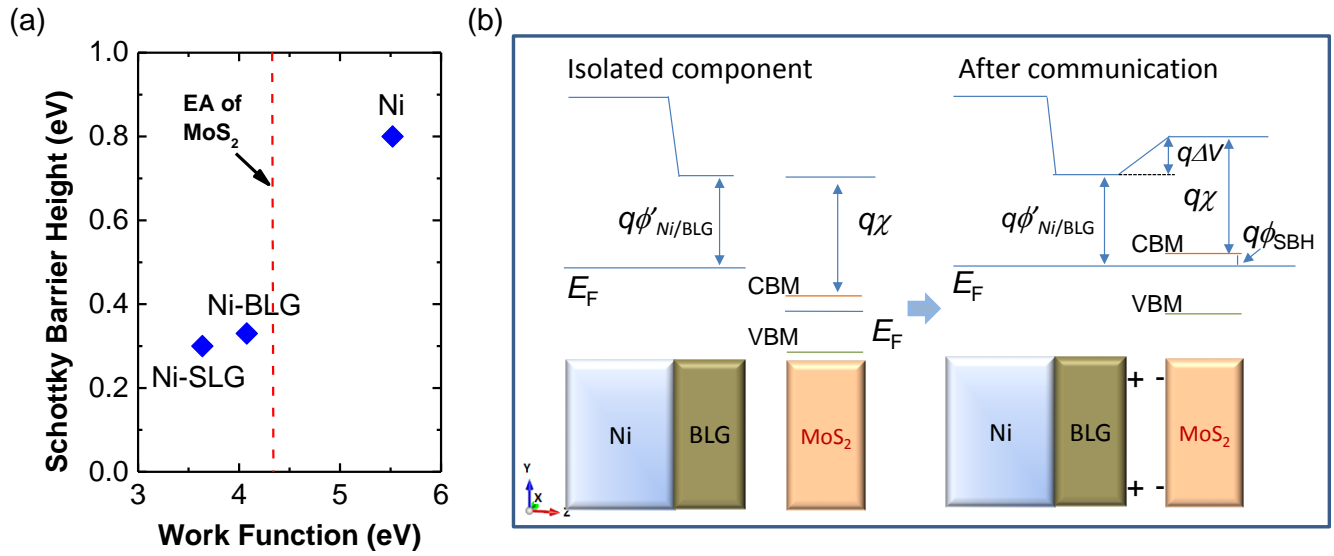 (a)
Schottky Barrier Height (eV)
1.0
0.8
0.6
0.4
0.2
0.0
3
4
5
6
Work Function (eV)
EA of
MoS₂
Ni
Ni-BLG
Ni-SLG
(b)
Isolated component
After communication
qϕ′Ni/BLG
qχ
EF
CBM
EF
VBM
Ni
BLG
MoS₂
Y
X
Z
qΔV
qχ
qϕ′Ni/BLG
qϕSBH
CBM
EF
VBM
+ -
+ -
Ni
BLG
MoS₂